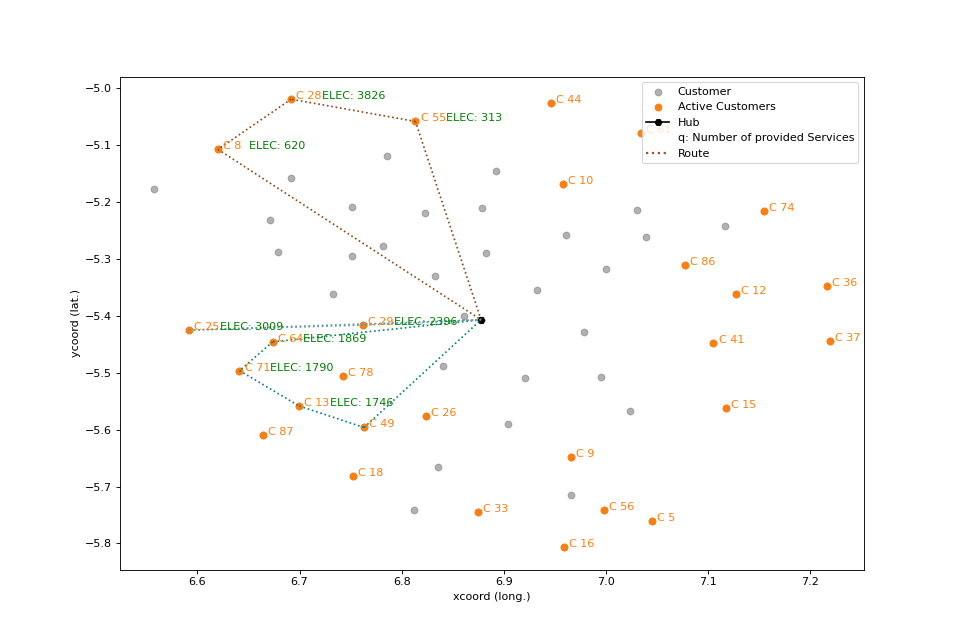 Customer
Active Customers
Hub
q: Number of provided Services
Route
C 28 ELEC: 3826
C 44
C 55 ELEC: 313
C 8 ELEC: 620
C 10
C 74
C 86
C 36
C 12
C 25 ELEC: 3009
C 29 ELEC: 2396
C 64 ELEC: 1869
C 41
C 37
C 71 ELEC: 1790
C 78
C 13 ELEC: 1746
C 15
C 26
C 49
C 87
C 9
C 18
C 33
C 56
C 5
C 16
−5.0
−5.1
−5.2
−5.3
−5.4
−5.5
−5.6
−5.7
−5.8
ycoord (lat.)
6.6 6.7 6.8 6.9 7.0 7.1 7.2
xcoord (long.)